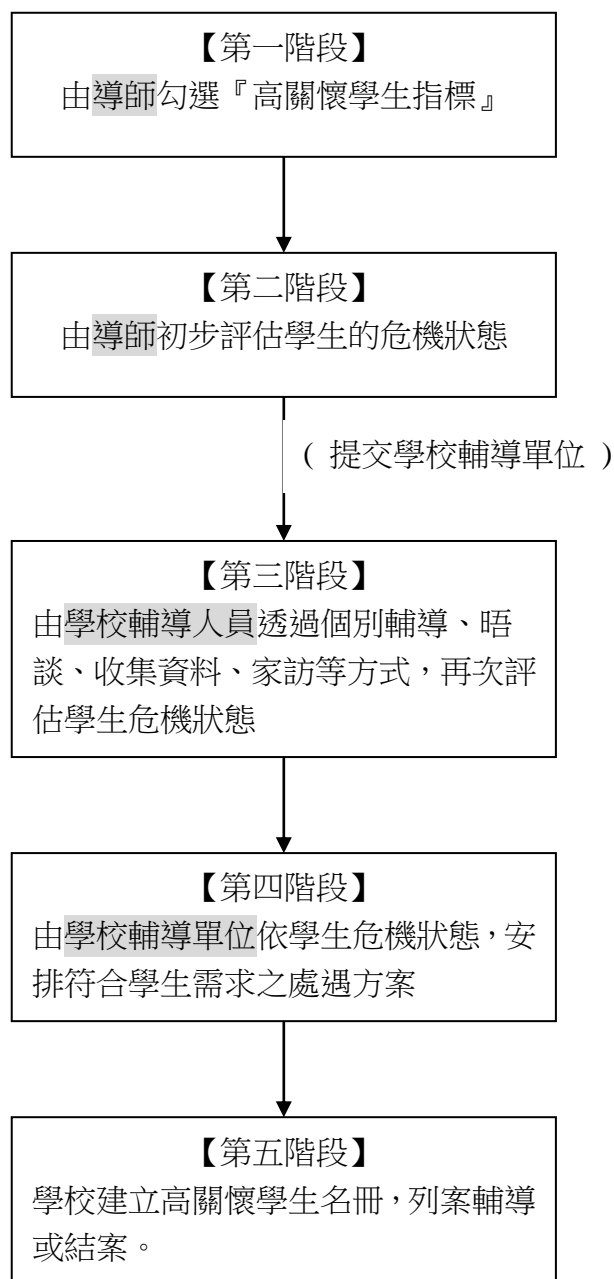 【第一階段】
由導師勾選『高關懷學生指標』
【第二階段】
由導師初步評估學生的危機狀態
( 提交學校輔導單位 )
【第三階段】
由學校輔導人員透過個別輔導、晤
談、收集資料、家訪等方式，再次評
估學生危機狀態
【第四階段】
由學校輔導單位依學生危機狀態，安
排符合學生需求之處遇方案
【第五階段】
學校建立高關懷學生名冊，列案輔導
或結案。